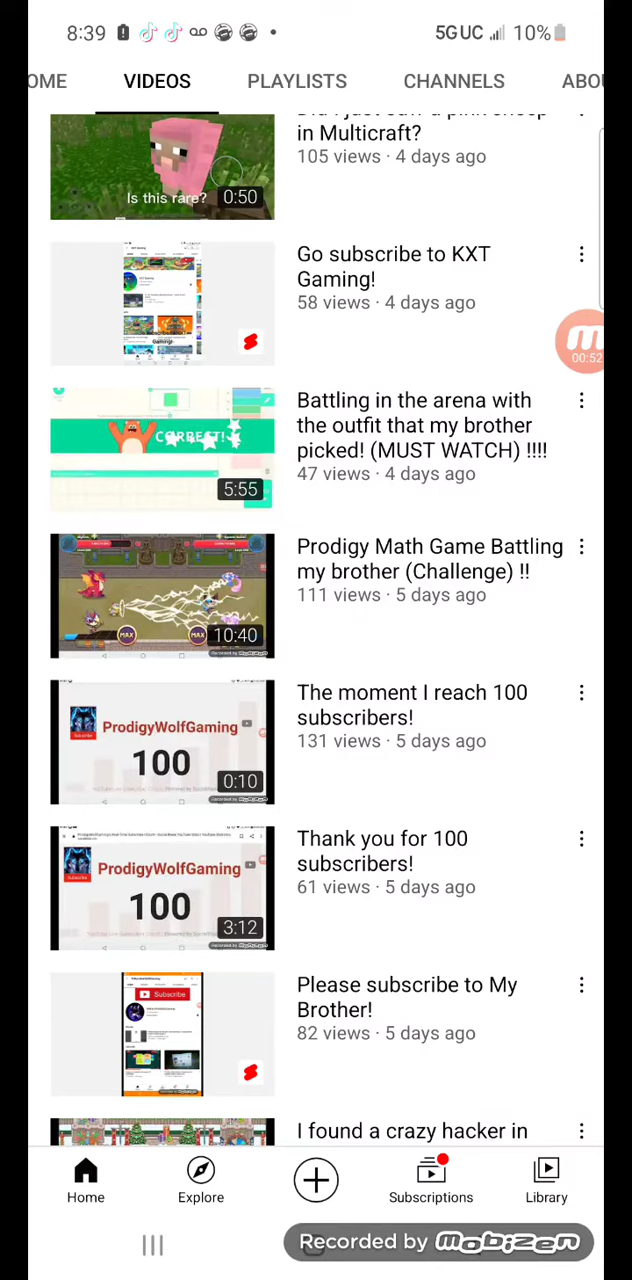 8:39
5G UC 10%
OME VIDEOS PLAYLISTS CHANNELS ABOU
in Multicraft?
105 views · 4 days ago
Is this rare? 0:50
Go subscribe to KXT
Gaming!
58 views · 4 days ago
00:52
Battling in the arena with
the outfit that my brother
picked! (MUST WATCH) !!!!
47 views · 4 days ago
CORRECT!
5:55
Prodigy Math Game Battling
my brother (Challenge) !!
111 views · 5 days ago
MAX MAX 10:40
The moment I reach 100
subscribers!
131 views · 5 days ago
ProdigyWolfGaming
100
0:10
Thank you for 100
subscribers!
61 views · 5 days ago
ProdigyWolfGaming
100
3:12
Please subscribe to My
Brother!
82 views · 5 days ago
Subscribe
I found a crazy hacker in
Home Explore Subscriptions Library
Recorded by mobizen